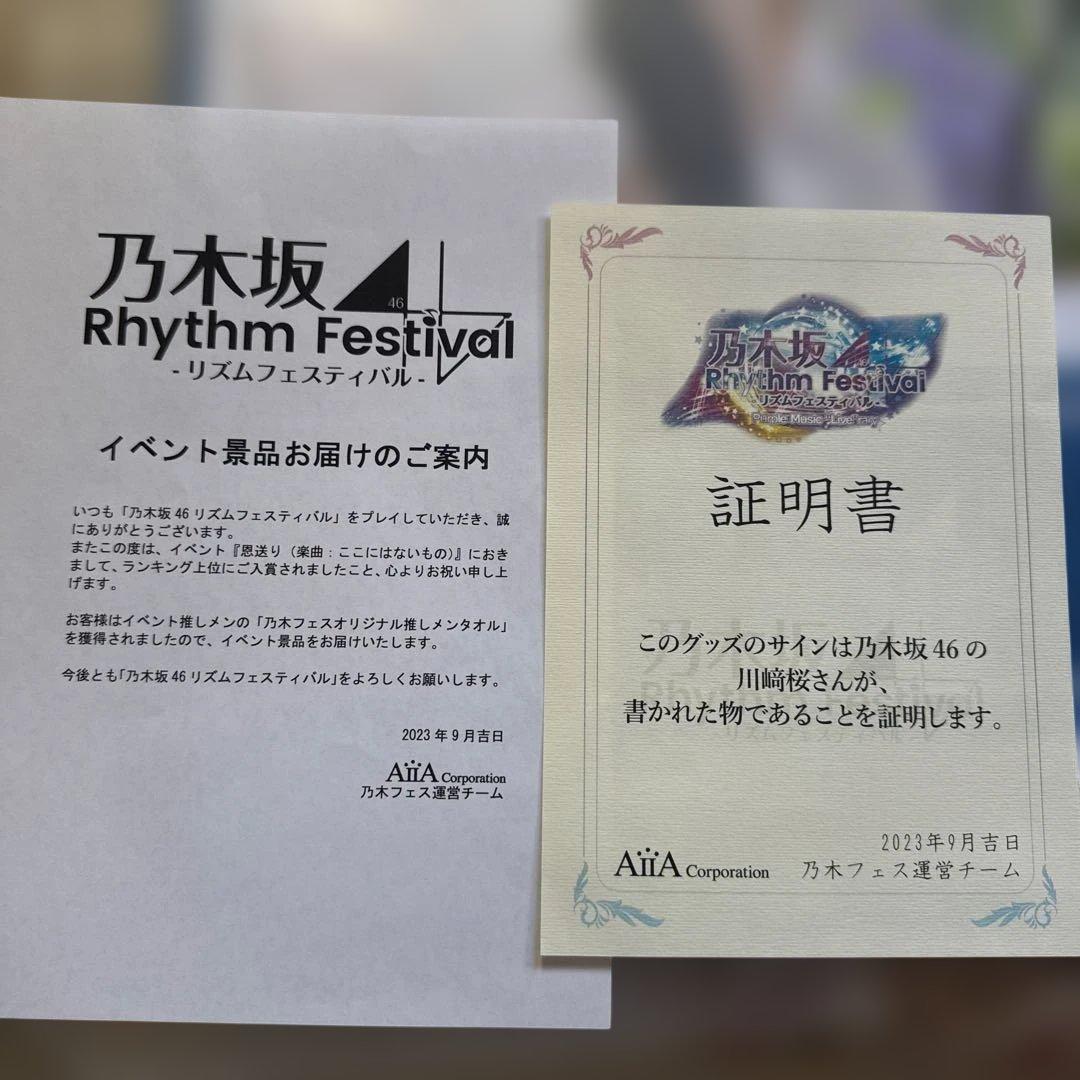 乃木坂46
Rhythm Festival
-リズムフェスティバル-
イベント景品お届けのご案内
いつも「乃木坂46リズムフェスティバル」をプレイしていただき、誠
にありがとうございます。
またこの度は、イベント『恩送り（楽曲：ここにはないもの）』におき
まして、ランキング上位にご入賞されましたこと、心よりお祝い申し上
げます。
お客様はイベント推しメンの「乃木フェスオリジナル推しメンタオル」
を獲得されましたので、イベント景品をお届けいたします。
今後とも「乃木坂46リズムフェスティバル」をよろしくお願いします。
2023年9月吉日
AiiA Corporation
乃木フェス運営チーム
乃木坂46
Rhythm Festival
-リズムフェスティバル-
Purple Music "Live"rary
証明書
このグッズのサインは乃木坂46の
川﨑桜さんが、
書かれた物であることを証明します。
2023年9月吉日
AiiA Corporation 乃木フェス運営チーム